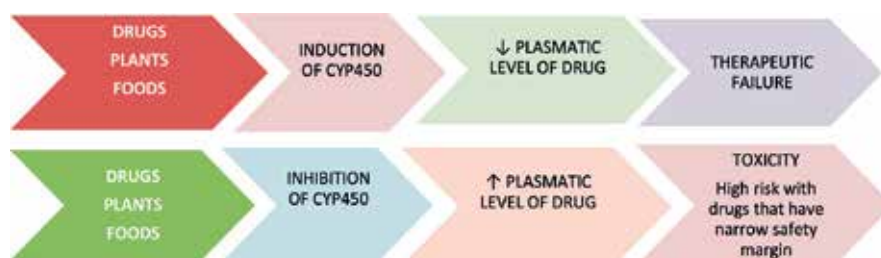 DRUGS
PLANTS
FOODS
INDUCTION
OF CYP450
↓ PLASMATIC
LEVEL OF DRUG
THERAPEUTIC
FAILURE
DRUGS
PLANTS
FOODS
INHIBITION
OF CYP450
↑ PLASMATIC
LEVEL OF DRUG
TOXICITY
High risk with
drugs that have
narrow safety
margin